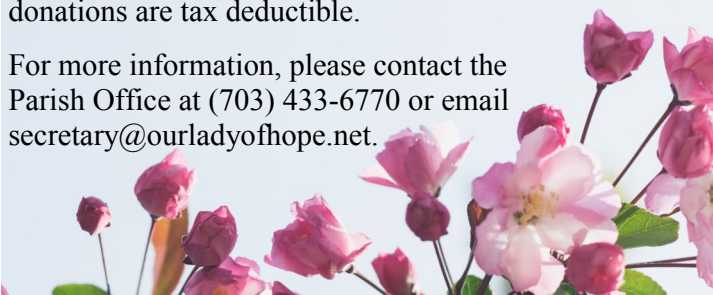 donations are tax deductible.
For more information, please contact the
Parish Office at (703) 433-6770 or email
secretary@ourladyofhope.net.